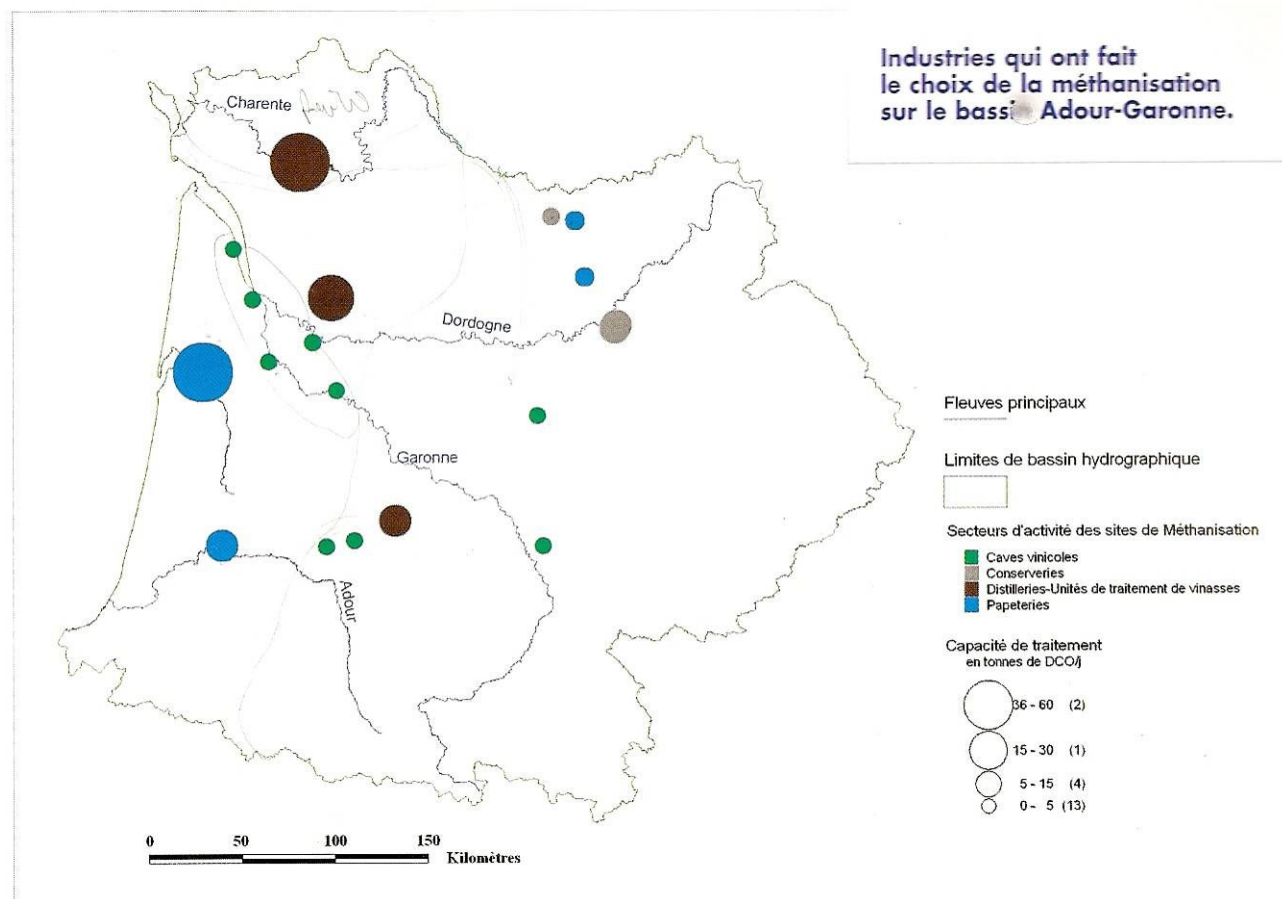 Industries qui ont fait
le choix de la méthanisation
sur le bassin Adour-Garonne.
Charente
Dordogne
Garonne
Adour
Fleuves principaux
Limites de bassin hydrographique
Secteurs d'activité des sites de Méthanisation
Caves vinicoles
Conserveries
Distilleries-Unités de traitement de vinasses
Papeteries
Capacité de traitement
en tonnes de DCO/j
36 - 60 (2)
15 - 30 (1)
5 - 15 (4)
0 - 5 (13)
0 50 100 150
Kilomètres